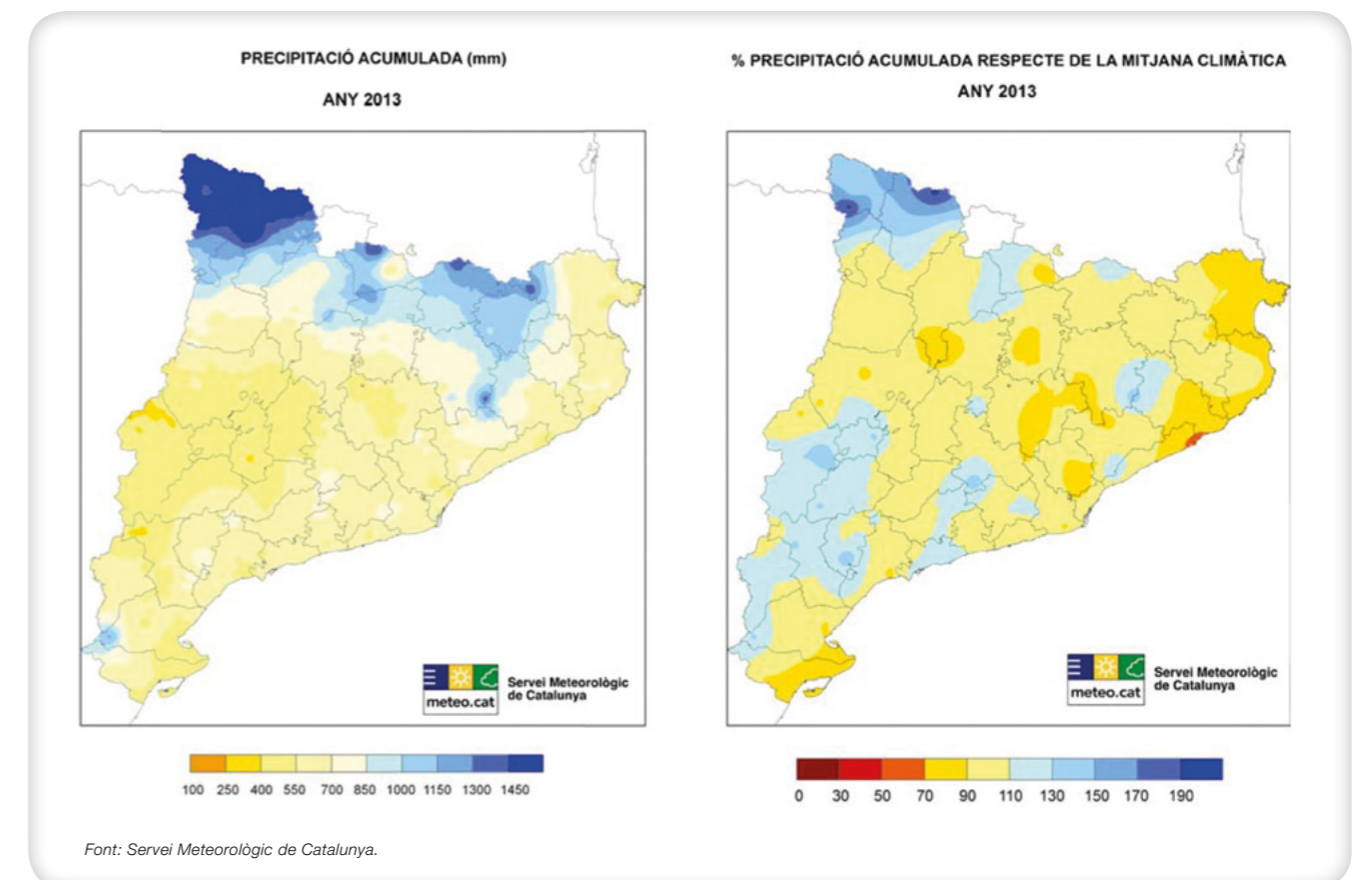 PRECIPITACIÓ ACUMULADA (mm)
ANY 2013
meteo.cat
Servei Meteorològic
de Catalunya
100 250 400 550 700 850 1000 1150 1300 1450
% PRECIPITACIÓ ACUMULADA RESPECTE DE LA MITJANA CLIMÀTICA
ANY 2013
meteo.cat
Servei Meteorològic
de Catalunya
0 30 50 70 90 110 130 150 170 190
Font: Servei Meteorològic de Catalunya.